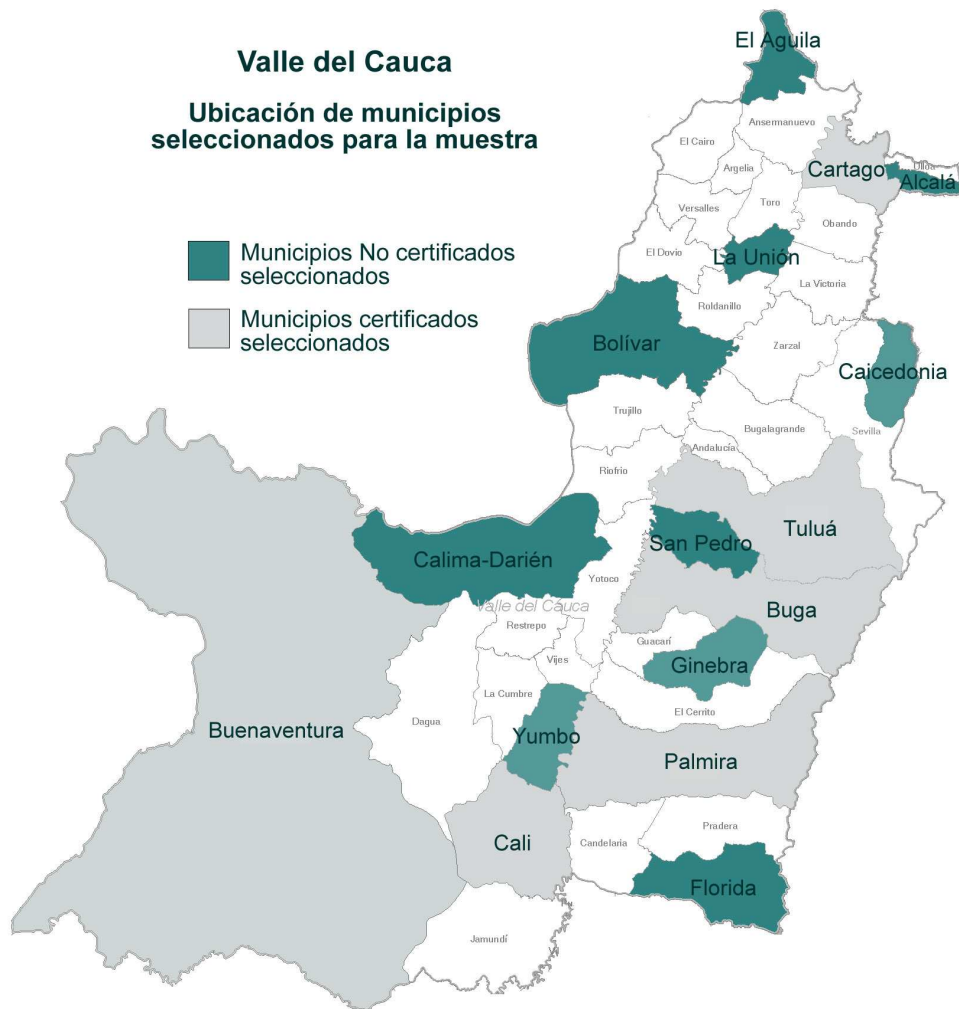 Valle del Cauca
Ubicación de municipios
seleccionados para la muestra
Municipios No certificados
seleccionados
Municipios certificados
seleccionados
El Aguila
Ansermanuevo
El Cairo
Argelia
Cartago
Ulloa
Alcalá
Versalles
Toro
Obando
El Dovio
La Unión
La Victoria
Roldanillo
Bolívar
Zarzal
Caicedonia
Trujillo
Bugalagrande
Sevilla
Andalucía
Riofrio
Tuluá
San Pedro
Calima-Darién
Yotoco
Valle del Cáuca
Buga
Restrepo
Guacarí
Vijes
Ginebra
La Cumbre
El Cerrito
Dagua
Buenaventura
Yumbo
Palmira
Pradera
Candelaria
Cali
Florida
Jamundí